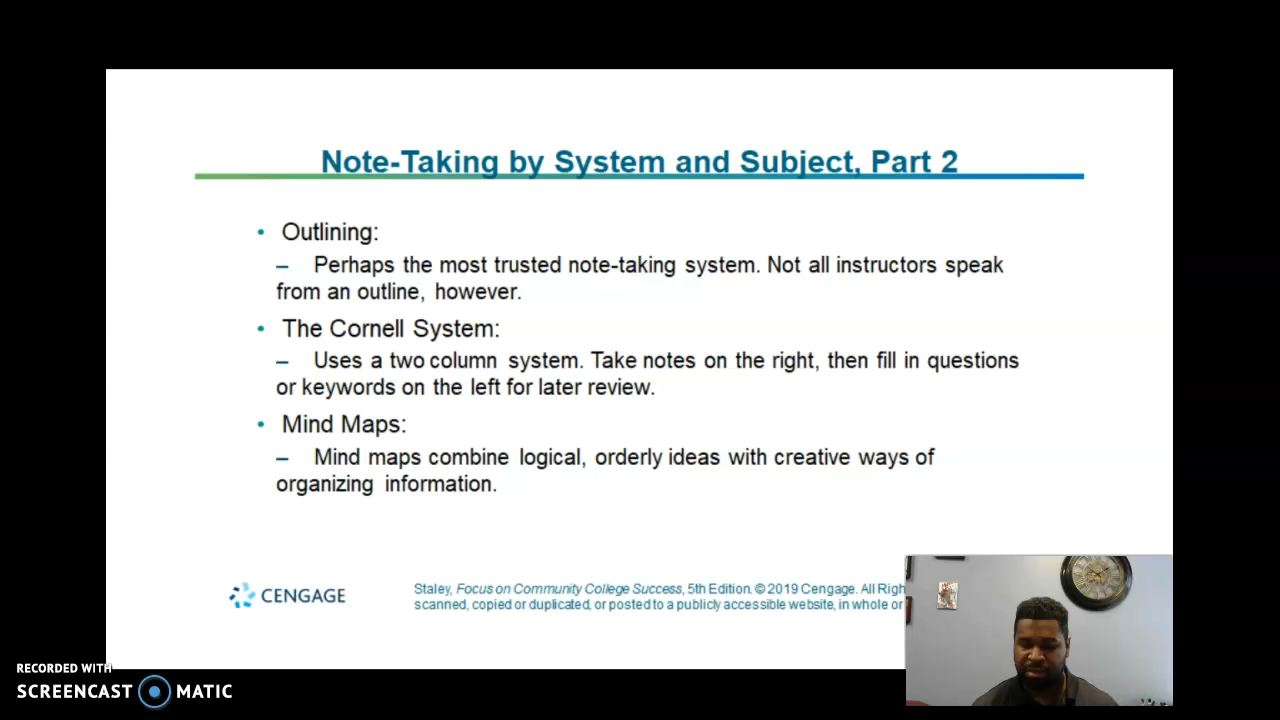 Note-Taking by System and Subject, Part 2
• Outlining:
– Perhaps the most trusted note-taking system. Not all instructors speak
from an outline, however.
• The Cornell System:
– Uses a two column system. Take notes on the right, then fill in questions
or keywords on the left for later review.
• Mind Maps:
– Mind maps combine logical, orderly ideas with creative ways of
organizing information.
CENGAGE
Staley, Focus on Community College Success, 5th Edition. © 2019 Cengage. All Righ
scanned, copied or duplicated, or posted to a publicly accessible website, in whole or
RECORDED WITH
SCREENCAST MATIC